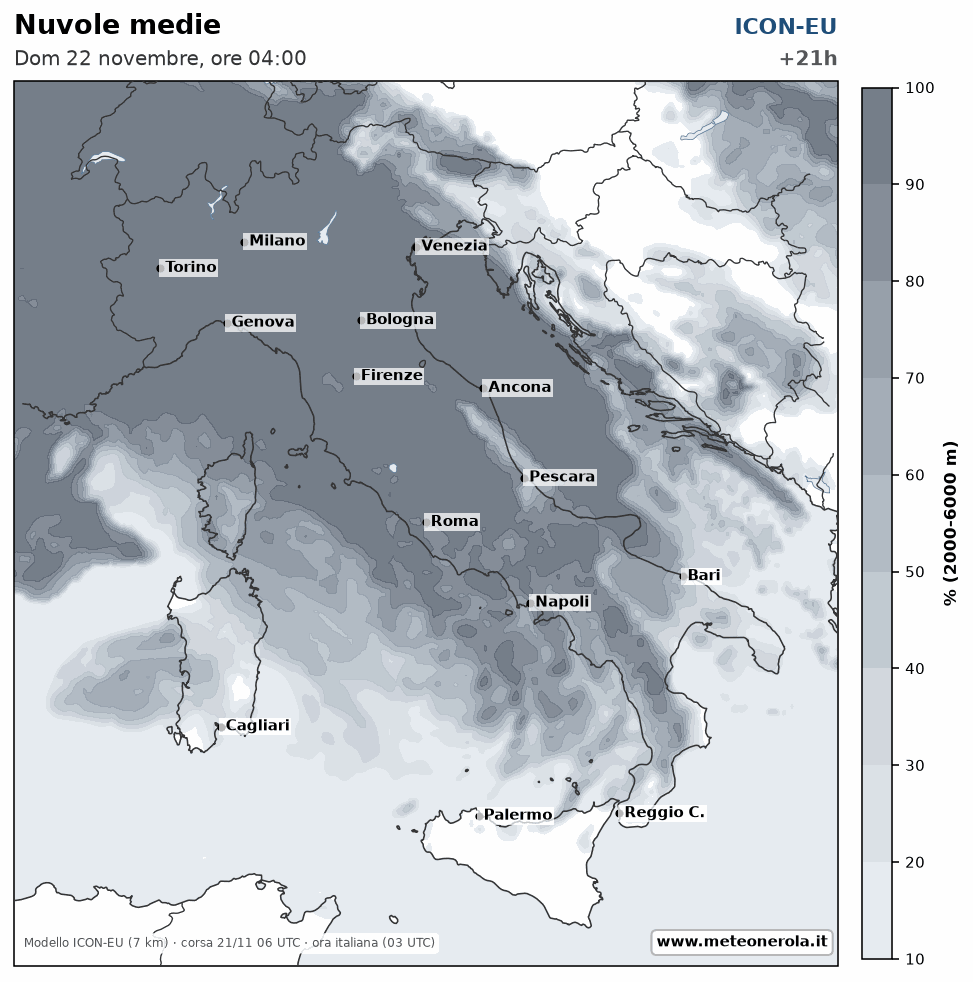 Nuvole medie
ICON-EU
Dom 22 novembre, ore 04:00
+21h
Milano
Venezia
Torino
Genova
Bologna
Firenze
Ancona
Pescara
Roma
Bari
Napoli
Cagliari
Palermo
Reggio C.
Modello ICON-EU (7 km) · corsa 21/11 06 UTC · ora italiana (03 UTC)
www.meteonerola.it
100
90
80
70
60
50
40
30
20
10
% (2000-6000 m)